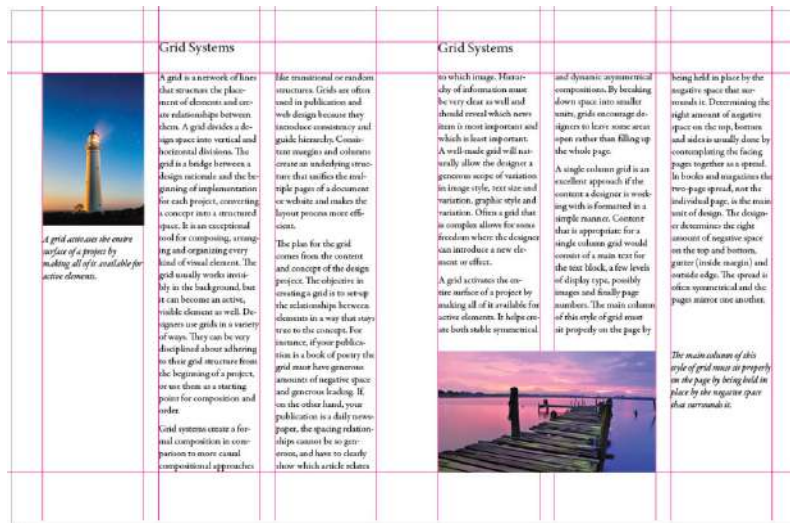 Grid Systems
A grid activates the entire
surface of a project by
making all of it available for
active elements.
A grid is a network of lines
that structure the place-
ment of elements and cre-
ate relationships between
them. A grid divides a de-
sign space into vertical and
horizontal divisions. The
grid is a bridge between a
design rationale and the be-
ginning of implementation
for each project, converting
a concept into a structured
space. It is an exceptional
tool for composing, arrang-
ing and organizing every
kind of visual element. The
grid usually works invisi-
bly in the background, but
it can become an active,
visible element as well. De-
signers use grids in a variety
of ways. They can be very
disciplined about adhering
to their grid structure from
the beginning of a project,
or use them as a starting
point for composition and
order.
Grid systems create a for-
mal composition in com-
parison to more casual
compositional approaches
like transitional or random
structures. Grids are often
used in publication and
web design because they
introduce consistency and
guide hierarchy. Consis-
tent margins and columns
create an underlying struc-
ture that unifies the mul-
tiple pages of a document
or website and makes the
layout process more effi-
cient.
The plan for the grid
comes from the content
and concept of the design
project. The objective in
creating a grid is to set-up
the relationships between
elements in a way that stays
true to the concept. For
instance, if your publica-
tion is a book of poetry the
grid must have generous
amounts of negative space
and generous leading. If,
on the other hand, your
publication is a daily news-
paper, the spacing relation-
ships cannot be so gen-
erous, and have to clearly
show which article relates
Grid Systems
to which image. Hierar-
chy of information must
be very clear as well and
should reveal which news
item is most important and
which is least important.
A well-made grid will nat-
urally allow the designer a
generous scope of variation
in image style, text size and
variation, graphic style and
variation. Often a grid that
is complex allows for some
freedom where the designer
can introduce a new ele-
ment or effect.
A grid activates the en-
tire surface of a project by
making all of it available for
active elements. It helps cre-
ate both stable symmetrical
and dynamic asymmetrical
compositions. By breaking
down space into smaller
units, grids encourage de-
signers to leave some areas
open rather than filling up
the whole page.
A single column grid is an
excellent approach if the
content a designer is work-
ing with is formatted in a
simple manner. Content
that is appropriate for a
single column grid would
consist of a main text for
the text block, a few levels
of display type, possibly
images and finally page
numbers. The main column
of this style of grid must
sit properly on the page by
being held in place by the
negative space that sur-
rounds it. Determining the
right amount of negative
space on the top, bottom
and sides is usually done by
contemplating the facing
pages together as a spread.
In books and magazines the
two-page spread, not the
individual page, is the main
unit of design. The design-
er determines the right
amount of negative space
on the top and bottom,
gutter (inside margin) and
outside edge. The spread is
often symmetrical and the
pages mirror one another.
The main column of this
style of grid must sit properly
on the page by being held in
place by the negative space
that surrounds it.